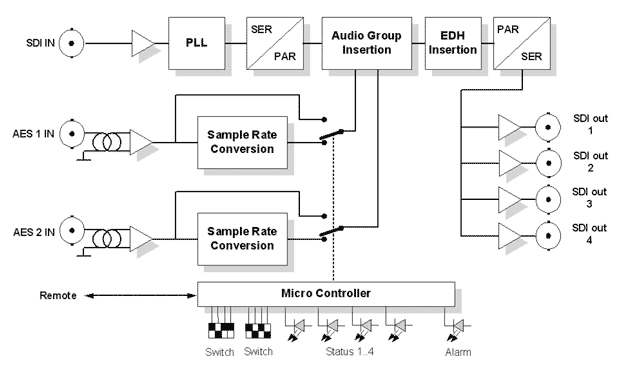 SDI IN
PLL
SER
PAR
Audio Group
Insertion
EDH
Insertion
PAR
SER
AES 1 IN
Sample Rate
Conversion
SDI out
1
SDI out
2
SDI out
3
SDI out
4
AES 2 IN
Sample Rate
Conversion
Remote
Micro Controller
Switch
Switch
Status 1..4
Alarm